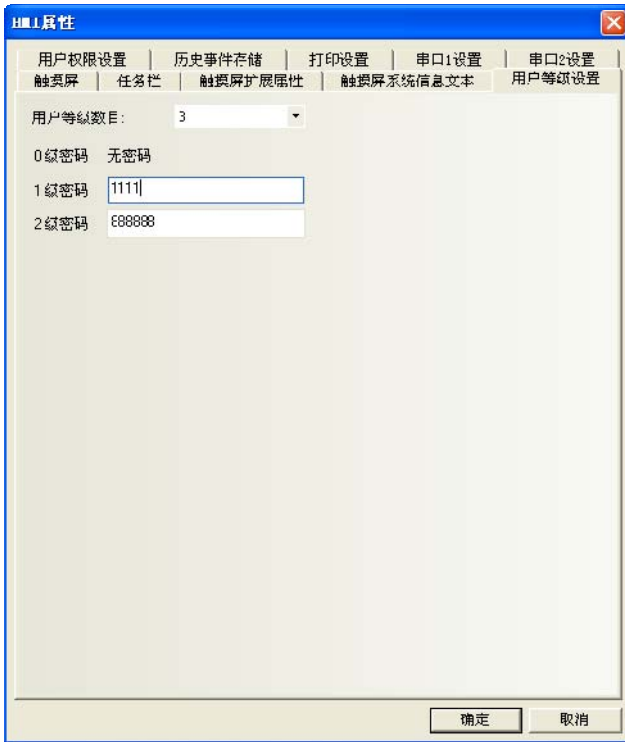 HMI属性
用户权限设置 历史事件存储 打印设置 串口1设置 串口2设置
触摸屏 任务栏 触摸屏扩展属性 触摸屏系统信息文本 用户等级设置
用户等级数目: 3
0级密码 无密码
1级密码 1111
2级密码 888888
确定 取消